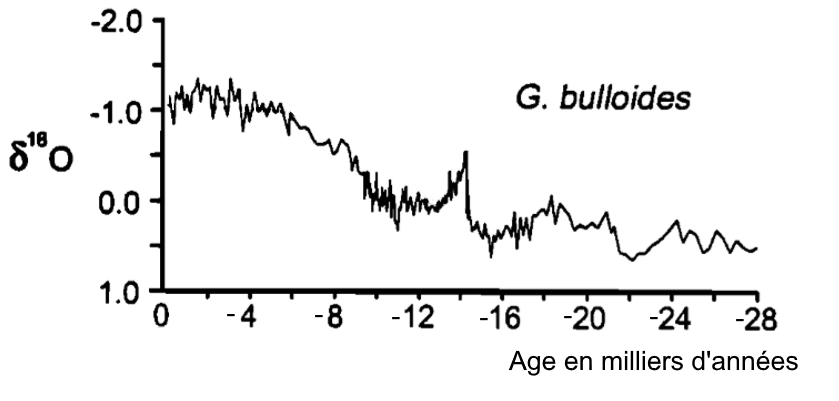 -2.0
G. bulloides
-1.0
δ¹⁸O
0.0
1.0
0 -4 -8 -12 -16 -20 -24 -28
Age en milliers d'années